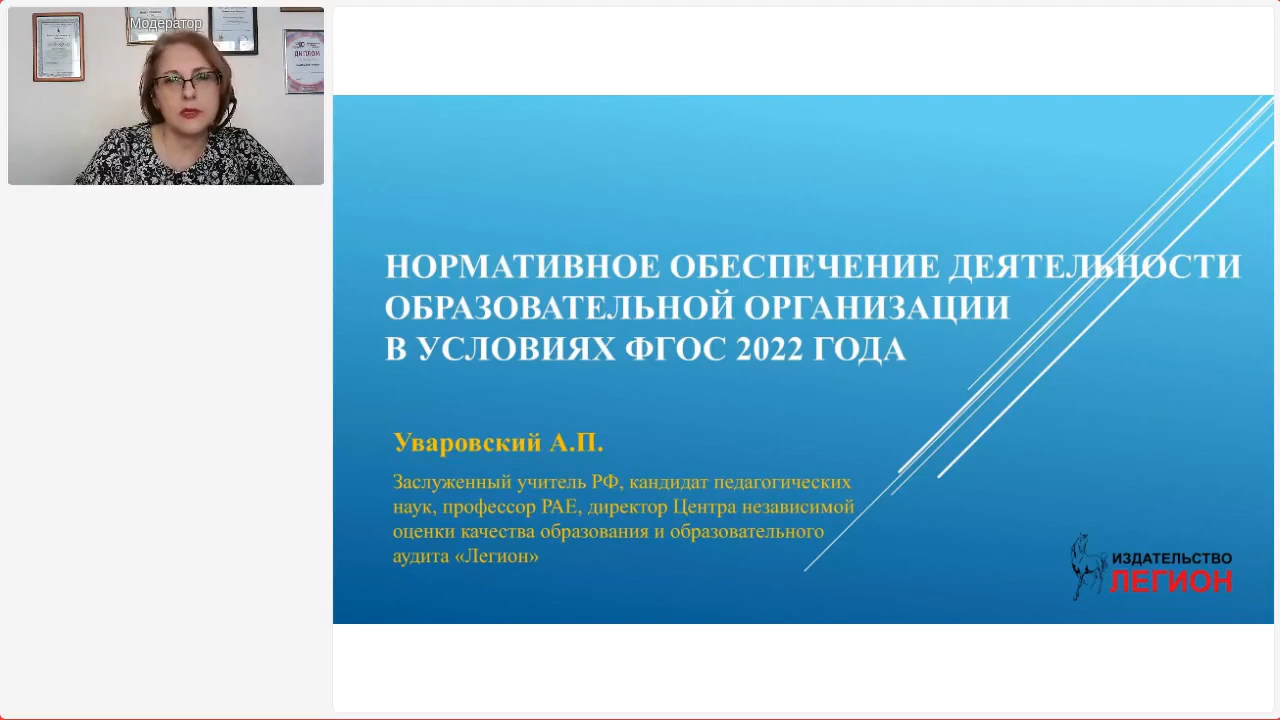 Модератор
ДИПЛОМ
НОРМАТИВНОЕ ОБЕСПЕЧЕНИЕ ДЕЯТЕЛЬНОСТИ
ОБРАЗОВАТЕЛЬНОЙ ОРГАНИЗАЦИИ
В УСЛОВИЯХ ФГОС 2022 ГОДА
Уваровский А.П.
Заслуженный учитель РФ, кандидат педагогических
наук, профессор РАЕ, директор Центра независимой
оценки качества образования и образовательного
аудита «Легион»
ИЗДАТЕЛЬСТВО
ЛЕГИОН